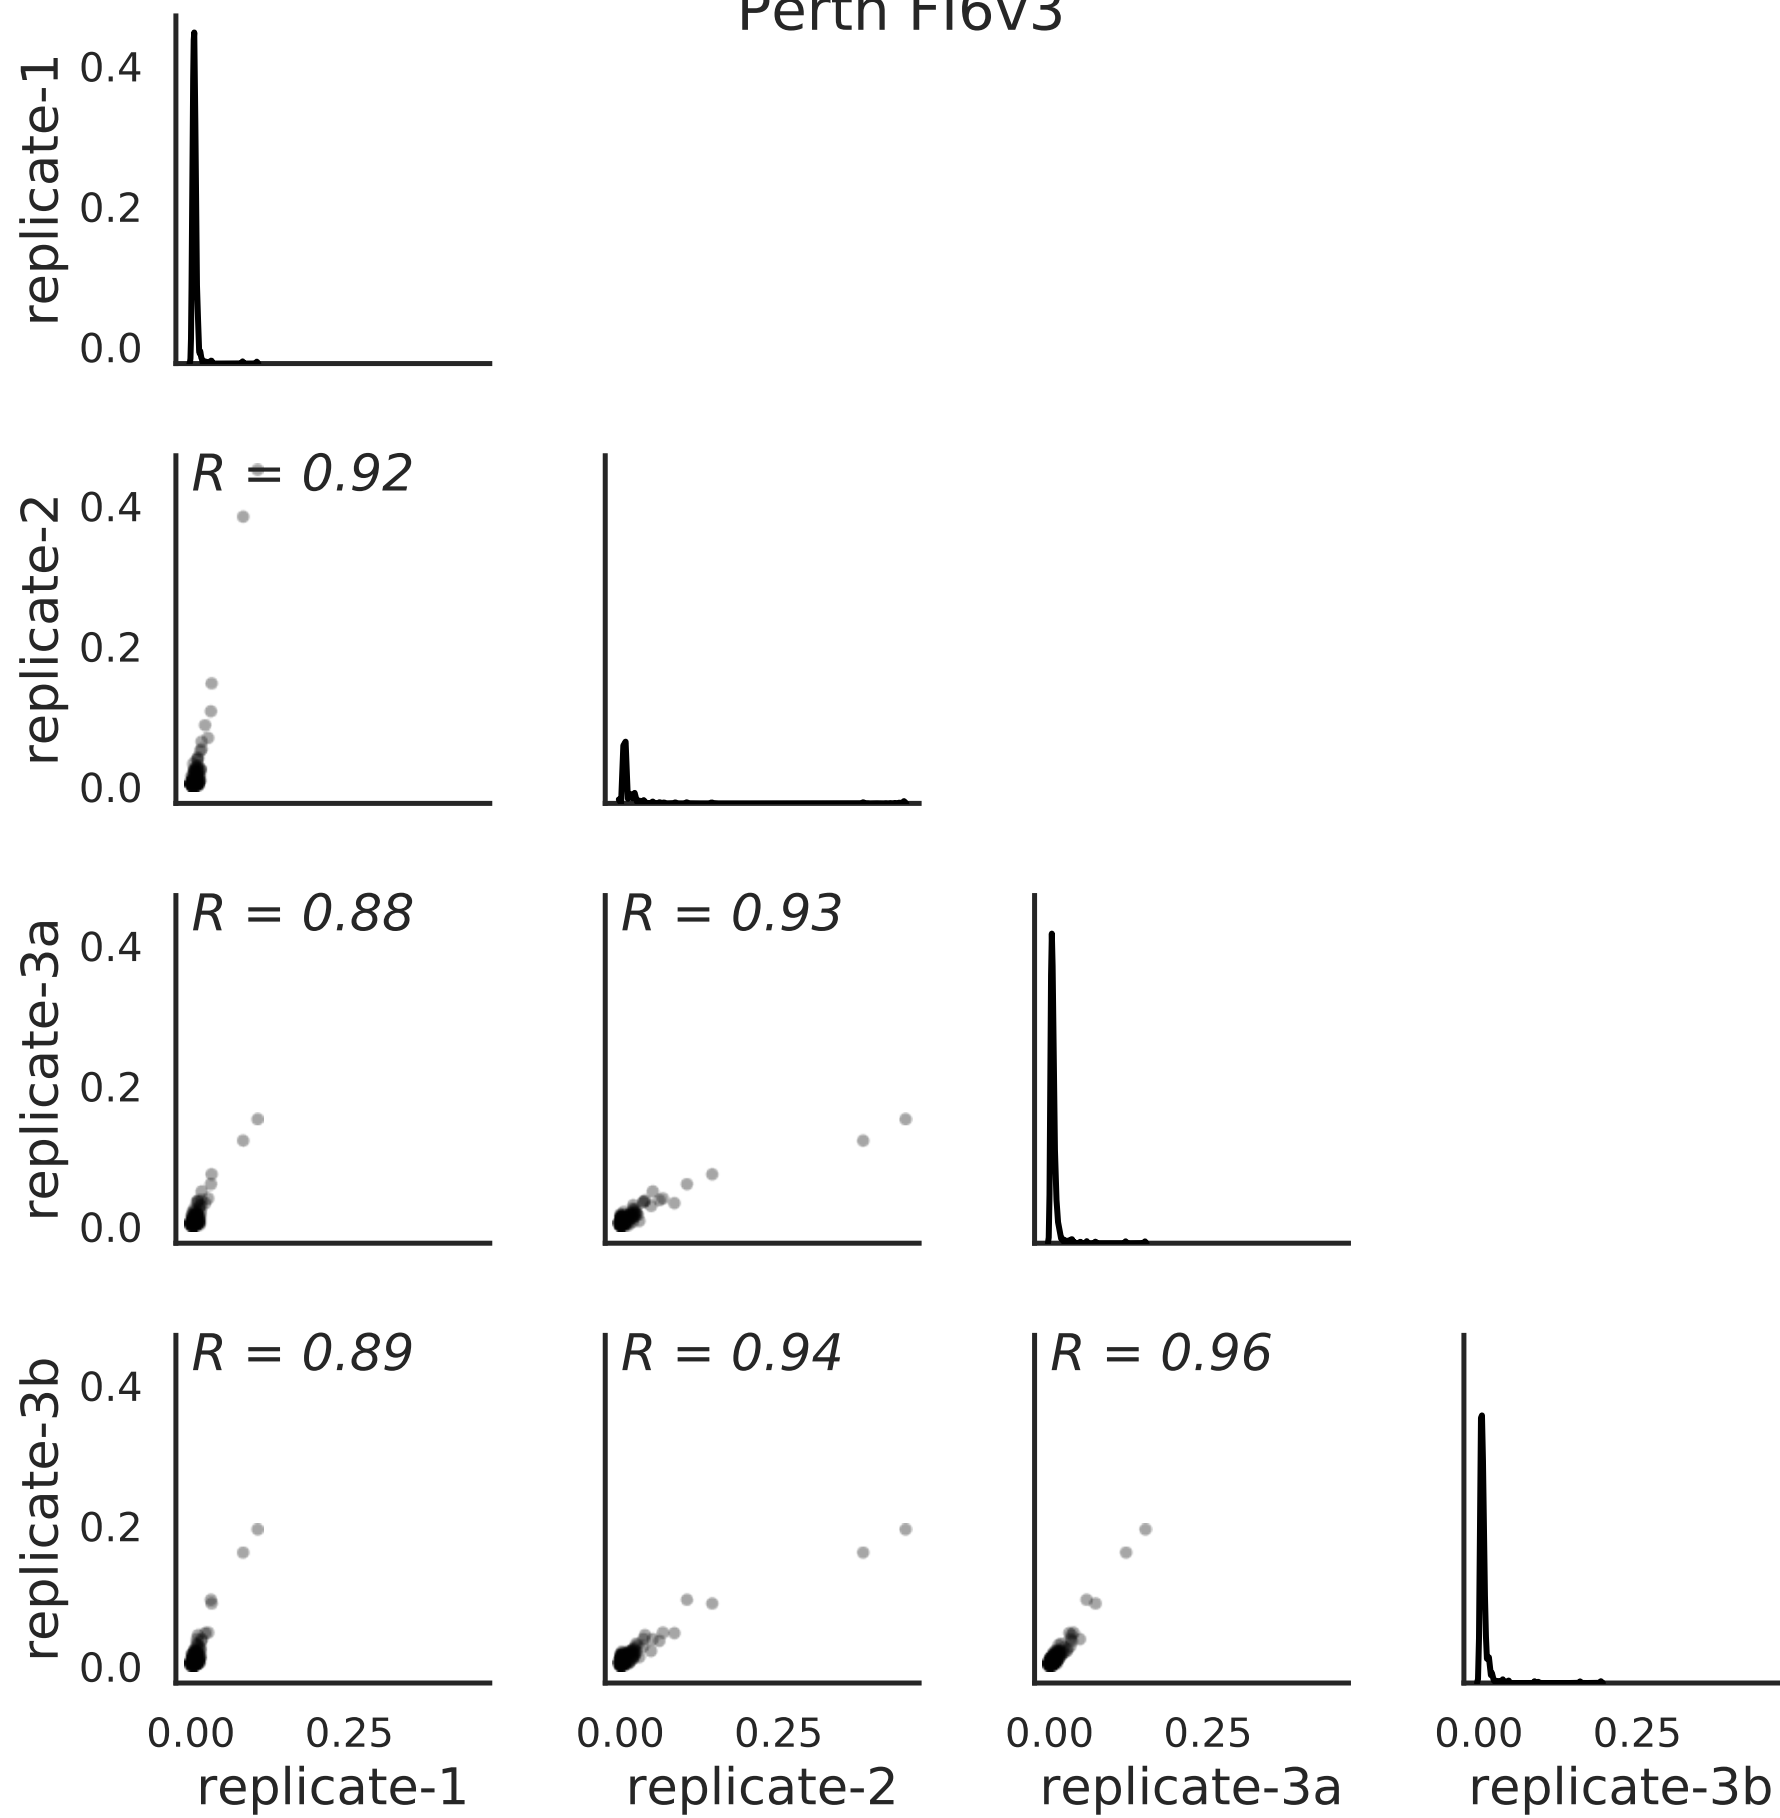 Perth FI6v3
replicate-1
0.4
0.2
0.0
replicate-2
0.4
0.2
0.0
R = 0.92
replicate-3a
0.4
0.2
0.0
R = 0.88
R = 0.93
replicate-3b
0.4
0.2
0.0
R = 0.89
R = 0.94
R = 0.96
0.00 0.25
0.00 0.25
0.00 0.25
0.00 0.25
replicate-1
replicate-2
replicate-3a
replicate-3b